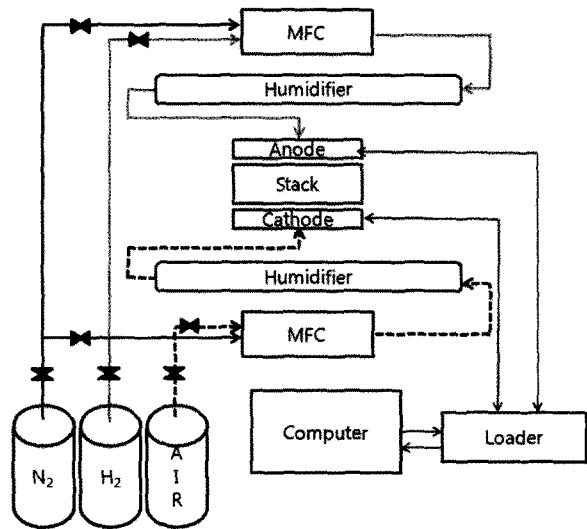 MFC
Humidifier
Anode
Stack
Cathode
Humidifier
MFC
Computer
Loader
N₂
H₂
A
I
R